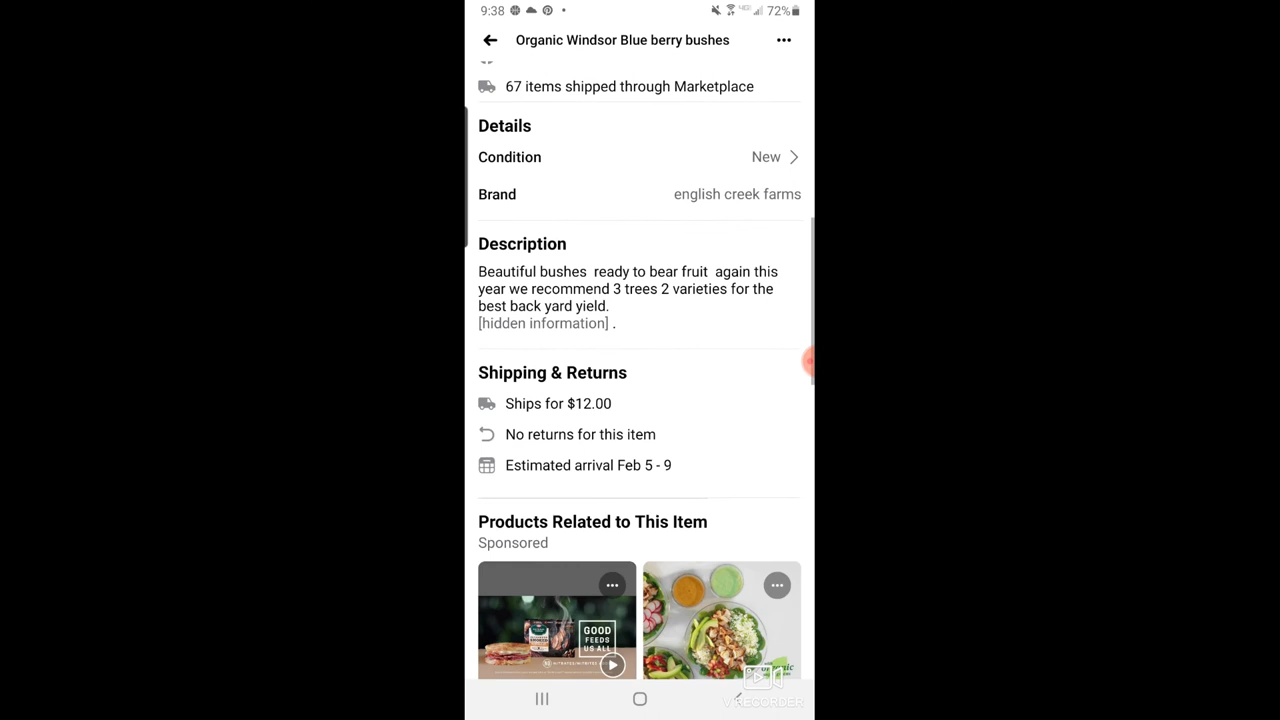 9:38
72%
Organic Windsor Blue berry bushes
67 items shipped through Marketplace
Details
Condition
New
Brand
english creek farms
Description
Beautiful bushes  ready to bear fruit  again this
year we recommend 3 trees 2 varieties for the
best back yard yield.
[hidden information] .
Shipping & Returns
Ships for $12.00
No returns for this item
Estimated arrival Feb 5 - 9
Products Related to This Item
Sponsored
GOOD
FEEDS
US ALL
V RECORDER